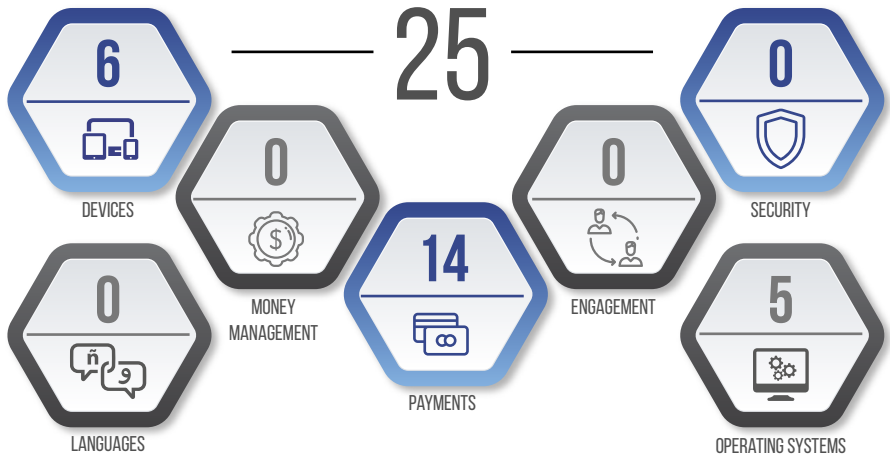 25
6
DEVICES
0
MONEY
MANAGEMENT
14
PAYMENTS
0
ENGAGEMENT
0
SECURITY
0
ñ
و
LANGUAGES
5
OPERATING SYSTEMS
$